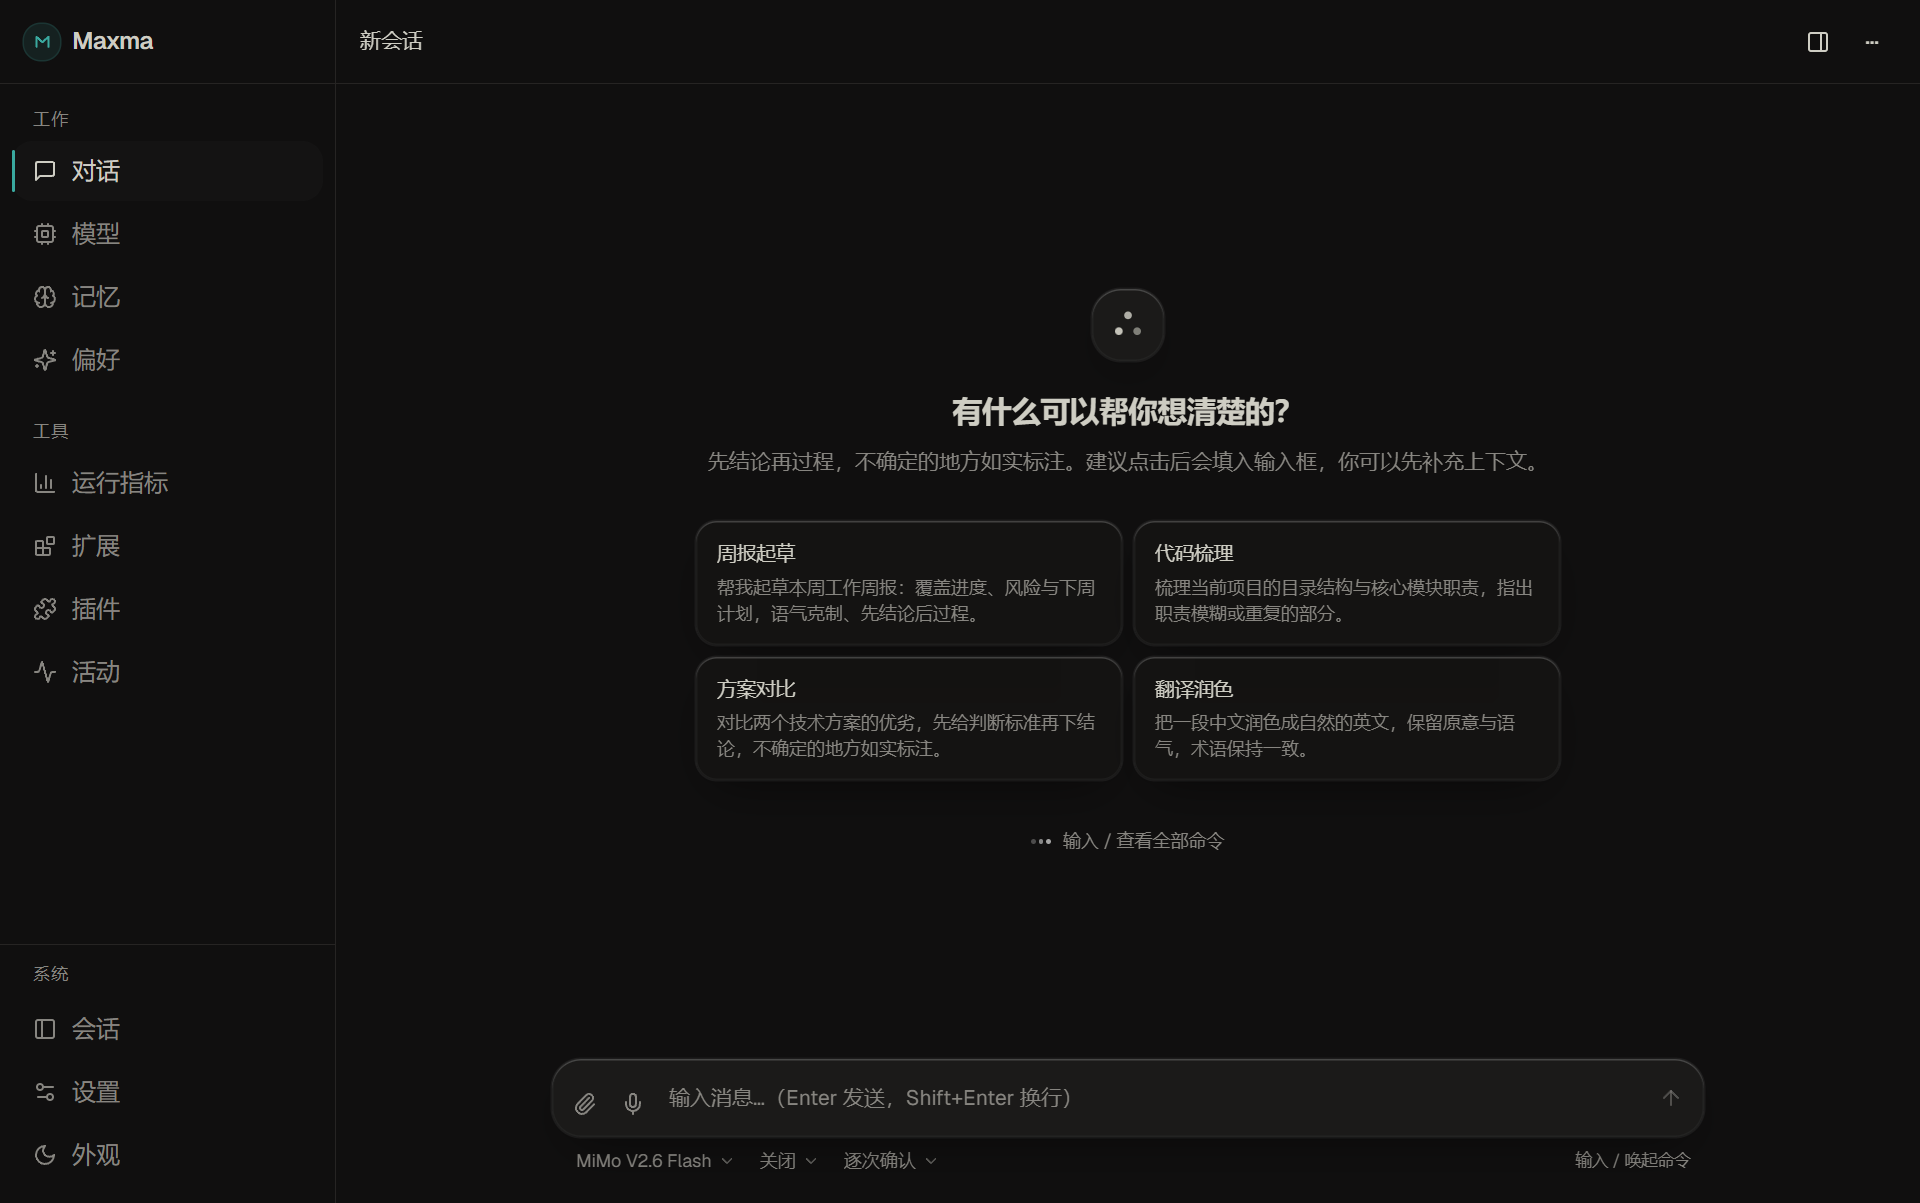 Maxma
新会话
工作
对话
模型
记忆
偏好
工具
运行指标
扩展
插件
活动
系统
会话
设置
外观
有什么可以帮你想清楚的？
先结论再过程，不确定的地方如实标注。建议点击后会填入输入框，你可以先补充上下文。
周报起草
帮我起草本周工作周报：覆盖进度、风险与下周
计划，语气克制、先结论后过程。
代码梳理
梳理当前项目的目录结构与核心模块职责，指出
职责模糊或重复的部分。
方案对比
对比两个技术方案的优劣，先给判断标准再下结
论，不确定的地方如实标注。
翻译润色
把一段中文润色成自然的英文，保留原意与语
气，术语保持一致。
输入 / 查看全部命令
输入消息...（Enter 发送，Shift+Enter 换行）
MiMo V2.6 Flash
关闭
逐次确认
输入 / 唤起命令